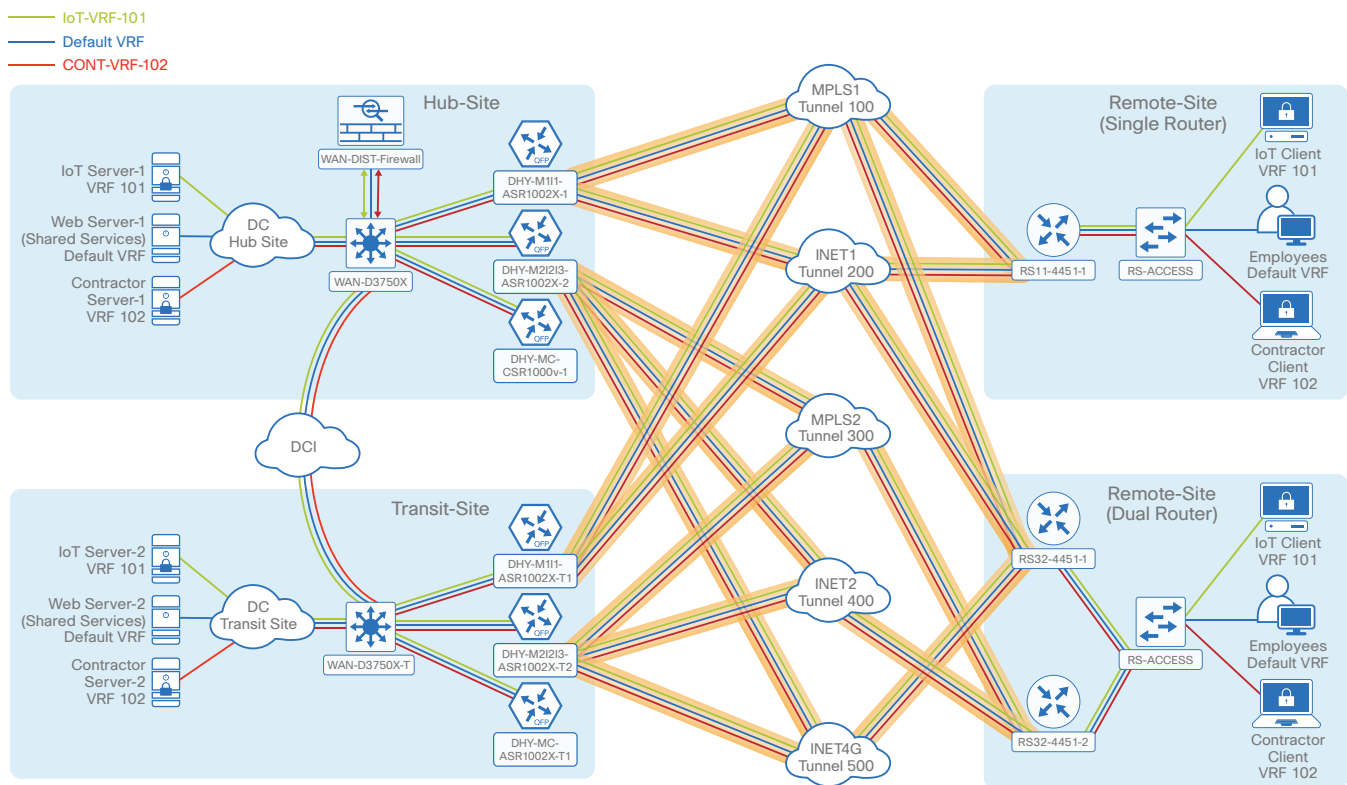 IoT-VRF-101
Default VRF
CONT-VRF-102
Hub-Site
WAN-DIST-Firewall
IoT Server-1
VRF 101
Web Server-1
(Shared Services)
Default VRF
Contractor
Server-1
VRF 102
DC
Hub Site
WAN-D3750X
QFP
DHY-M1I1-
ASR1002X-1
QFP
DHY-M2I2I3-
ASR1002X-2
QFP
DHY-MC-
CSR1000v-1
DCI
Transit-Site
IoT Server-2
VRF 101
Web Server-2
(Shared Services)
Default VRF
Contractor
Server-2
VRF 102
DC
Transit Site
WAN-D3750X-T
QFP
DHY-M1I1-
ASR1002X-T1
QFP
DHY-M2I2I3-
ASR1002X-T2
QFP
DHY-MC-
ASR1002X-T1
MPLS1
Tunnel 100
INET1
Tunnel 200
MPLS2
Tunnel 300
INET2
Tunnel 400
INET4G
Tunnel 500
Remote-Site
(Single Router)
RS11-4451-1
RS-ACCESS
IoT Client
VRF 101
Employees
Default VRF
Contractor
Client
VRF 102
Remote-Site
(Dual Router)
RS32-4451-1
RS32-4451-2
RS-ACCESS
IoT Client
VRF 101
Employees
Default VRF
Contractor
Client
VRF 102